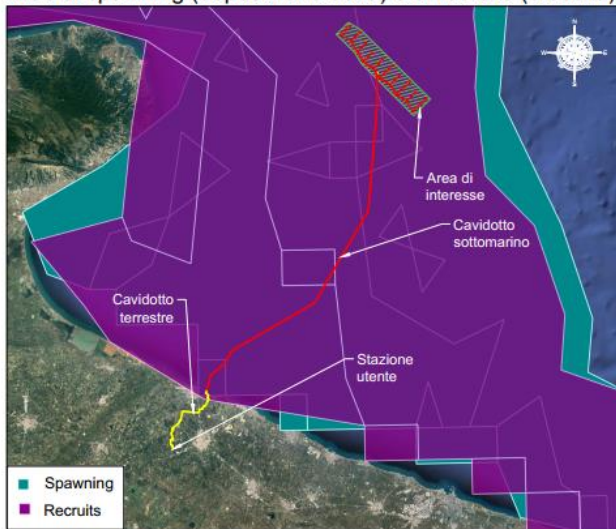 N
W
E
S
Area di
interesse
Cavidotto
sottomarino
Cavidotto
terrestre
Stazione
utente
Spawning
Recruits